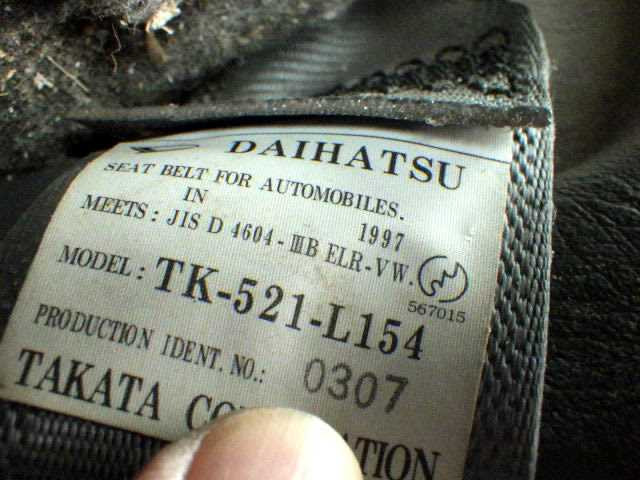 DAIHATSU
SEAT BELT FOR AUTOMOBILES.
IN 1997
MEETS: JIS D 4604-ⅢB ELR-VW.
567015
MODEL: TK-521-L154
PRODUCTION IDENT. NO.: 0307
TAKATA